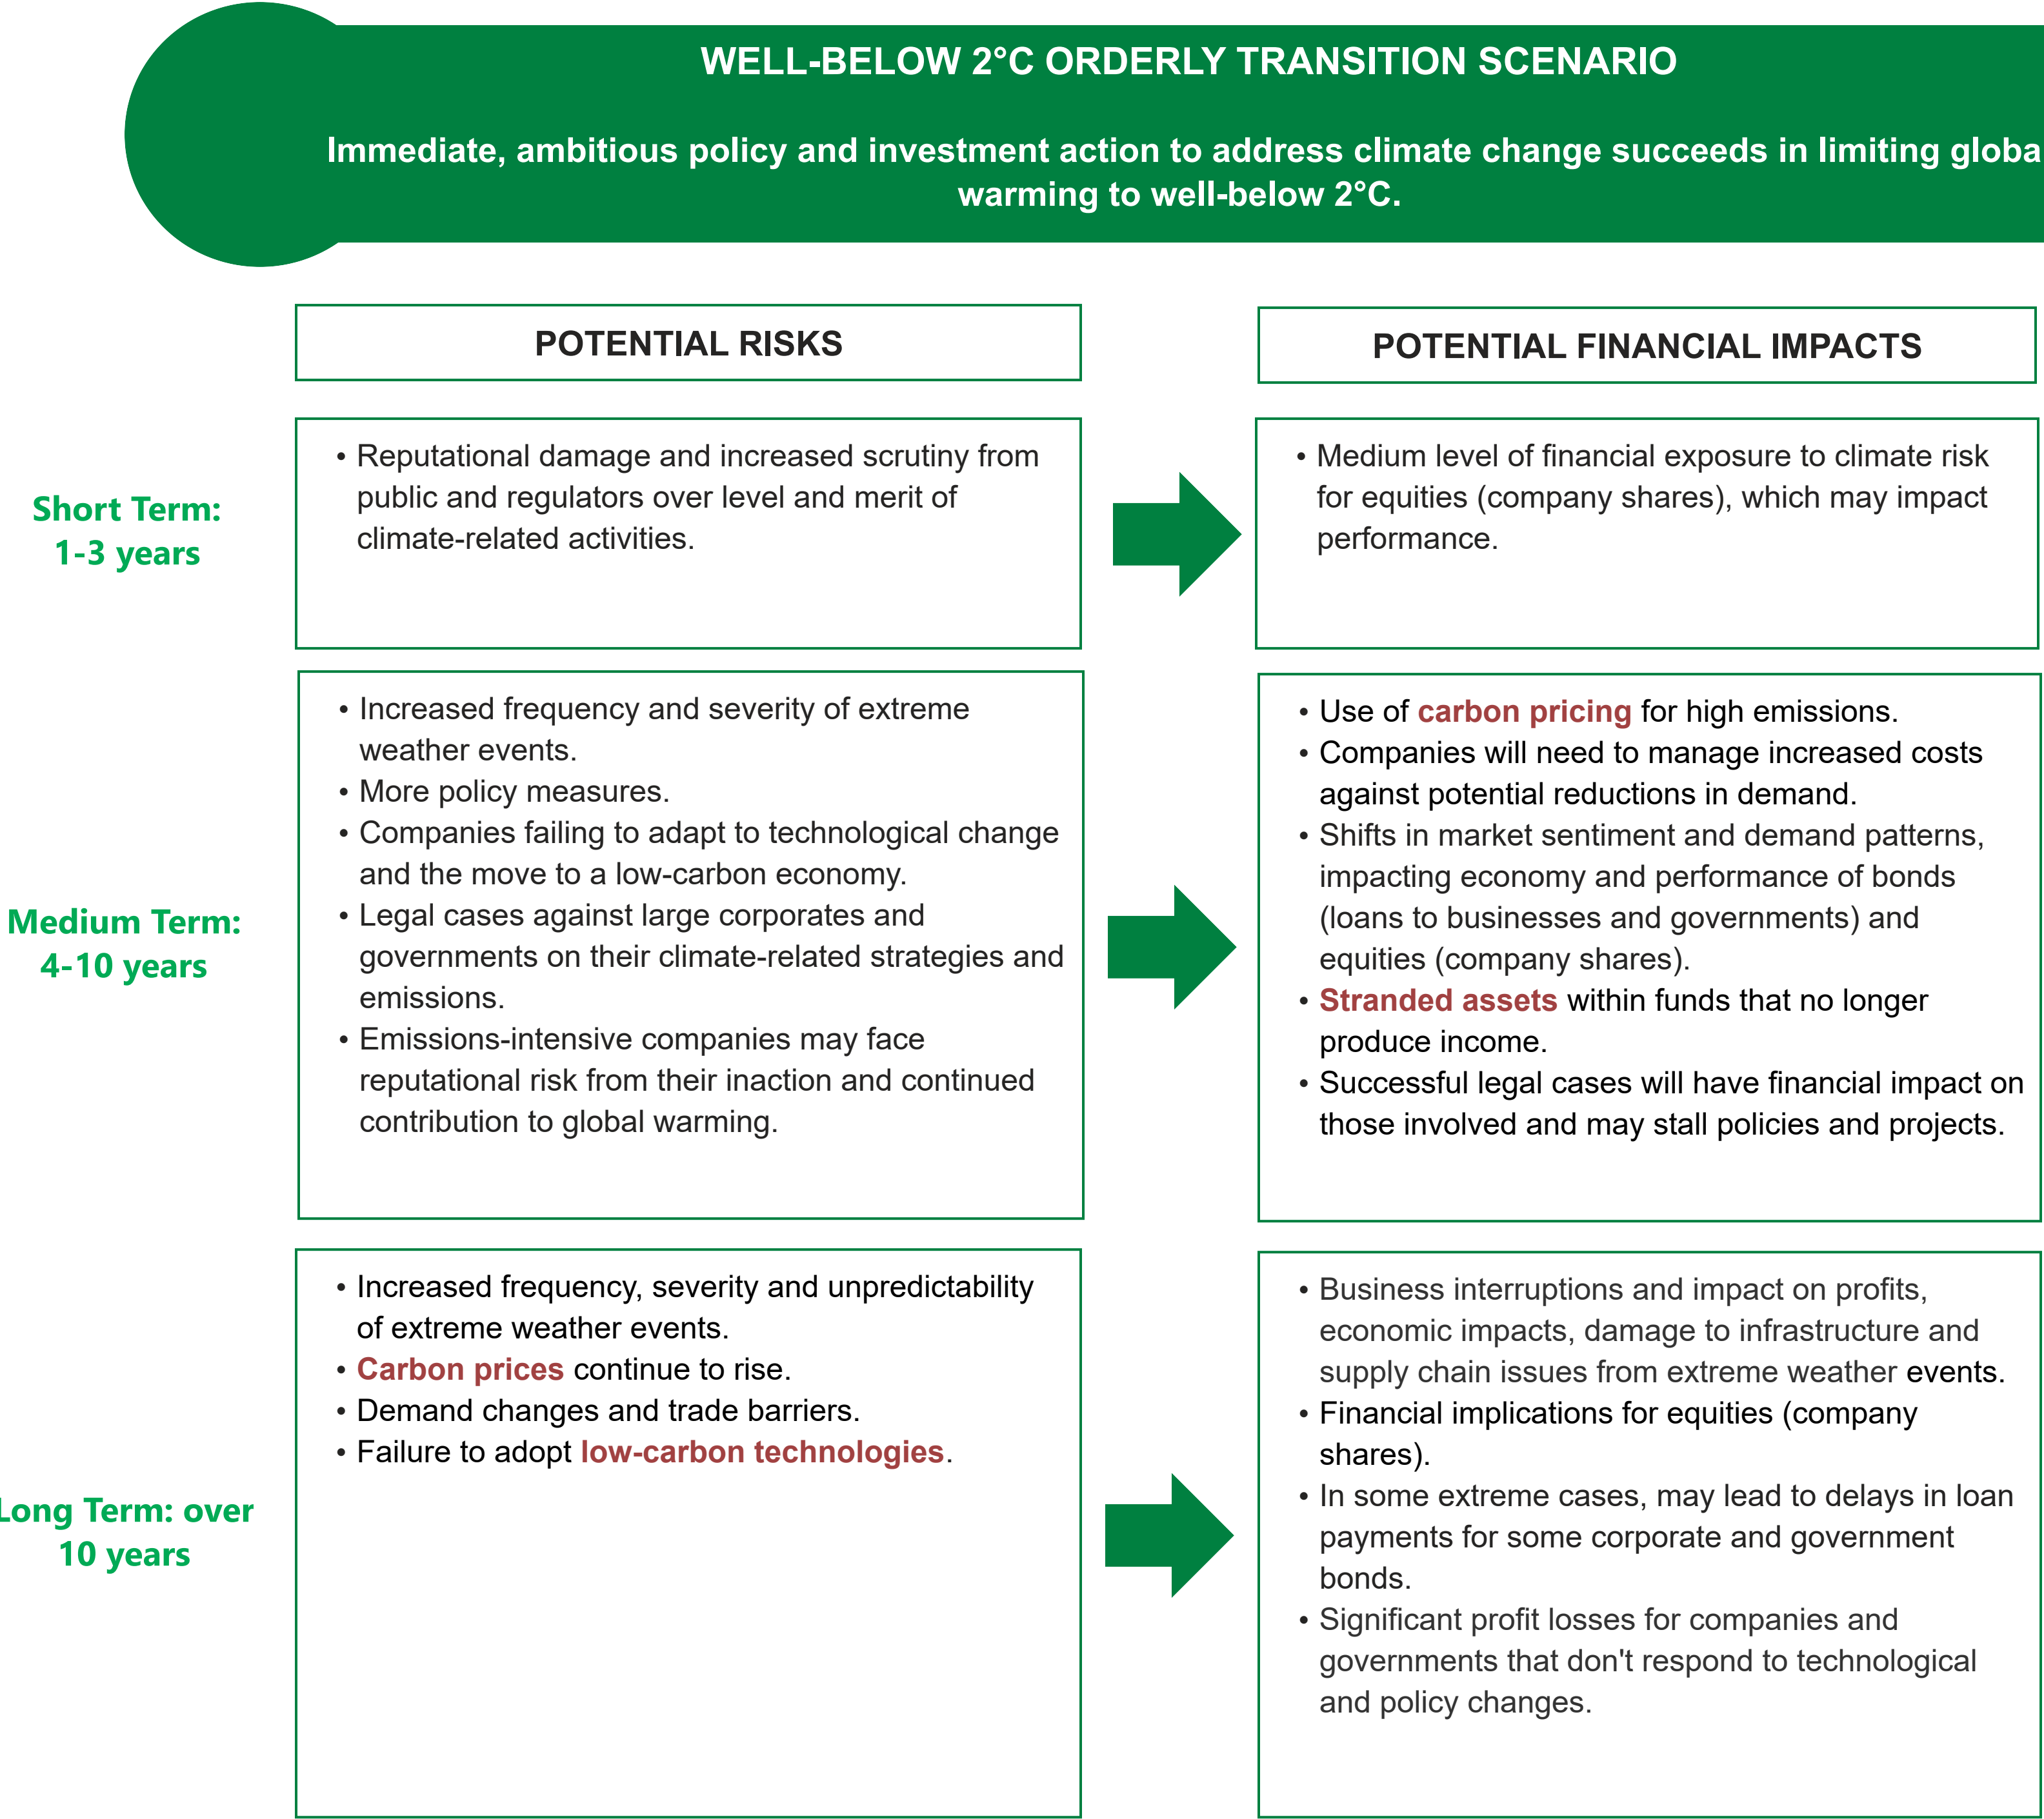 WELL-BELOW 2°C ORDERLY TRANSITION SCENARIO
Immediate, ambitious policy and investment action to address climate change succeeds in limiting globa
warming to well-below 2°C.
POTENTIAL RISKS
POTENTIAL FINANCIAL IMPACTS
Short Term:
1-3 years
• Reputational damage and increased scrutiny from
public and regulators over level and merit of
climate-related activities.
• Medium level of financial exposure to climate risk
for equities (company shares), which may impact
performance.
Medium Term:
4-10 years
• Increased frequency and severity of extreme
weather events.
• More policy measures.
• Companies failing to adapt to technological change
and the move to a low-carbon economy.
• Legal cases against large corporates and
governments on their climate-related strategies and
emissions.
• Emissions-intensive companies may face
reputational risk from their inaction and continued
contribution to global warming.
• Use of carbon pricing for high emissions.
• Companies will need to manage increased costs
against potential reductions in demand.
• Shifts in market sentiment and demand patterns,
impacting economy and performance of bonds
(loans to businesses and governments) and
equities (company shares).
• Stranded assets within funds that no longer
produce income.
• Successful legal cases will have financial impact on
those involved and may stall policies and projects.
Long Term: over
10 years
• Increased frequency, severity and unpredictability
of extreme weather events.
• Carbon prices continue to rise.
• Demand changes and trade barriers.
• Failure to adopt low-carbon technologies.
• Business interruptions and impact on profits,
economic impacts, damage to infrastructure and
supply chain issues from extreme weather events.
• Financial implications for equities (company
shares).
• In some extreme cases, may lead to delays in loan
payments for some corporate and government
bonds.
• Significant profit losses for companies and
governments that don't respond to technological
and policy changes.